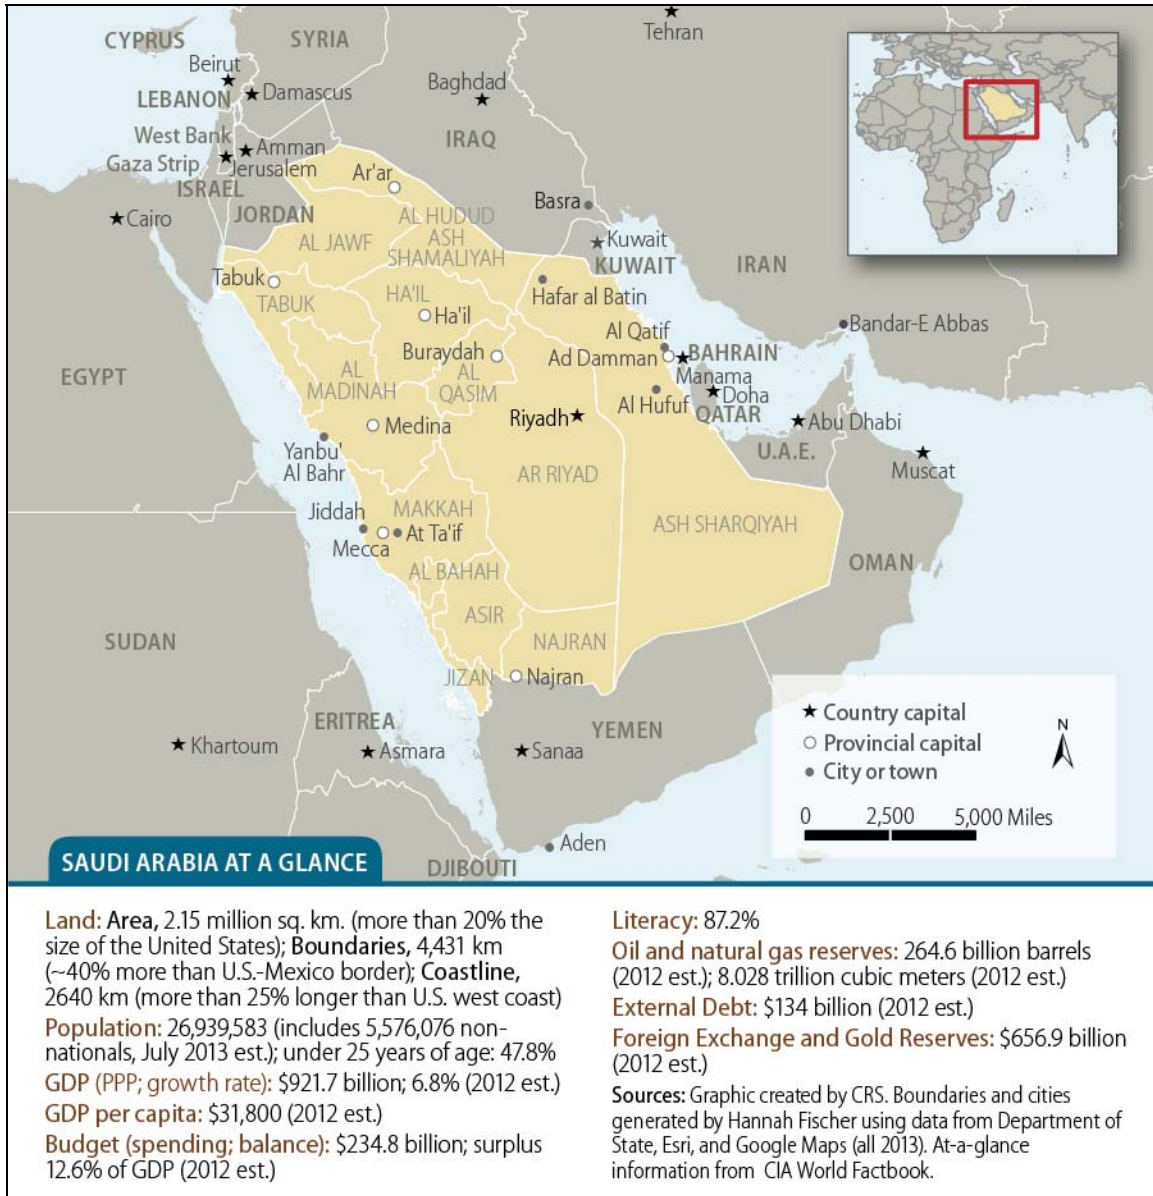 CYPRUS
SYRIA
Tehran
Beirut
Baghdad
LEBANON
Damascus
West Bank
IRAQ
Amman
Gaza Strip
Jerusalem
Ar'ar
ISRAEL
Basra
Cairo
JORDAN
AL HUDUD
ASH
SHAMALIYAH
AL JAWF
Kuwait
KUWAIT
IRAN
Tabuk
TABUK
HA'IL
Hafar al Batin
Ha'il
Bandar-E Abbas
Al Qatif
Buraydah
Ad Damman
BAHRAIN
EGYPT
AL
MADINAH
AL
QASIM
Manama
Doha
Al Hufuf
QATAR
Riyadh
Abu Dhabi
Medina
Yanbu'
Al Bahr
U.A.E.
Muscat
AR RIYAD
Jiddah
MAKKAH
ASH SHARQIYAH
Mecca
At Ta'if
OMAN
AL BAHAH
ASIR
SUDAN
NAJRAN
JIZAN
Najran
ERITREA
YEMEN
Khartoum
Asmara
Sanaa
Aden
DJIBOUTI
Country capital
Provincial capital
City or town
N
0 2,500 5,000 Miles
SAUDI ARABIA AT A GLANCE
Land: Area, 2.15 million sq. km. (more than 20% the
size of the United States); Boundaries, 4,431 km
(~40% more than U.S.-Mexico border); Coastline,
2640 km (more than 25% longer than U.S. west coast)
Population: 26,939,583 (includes 5,576,076 non-
nationals, July 2013 est.); under 25 years of age: 47.8%
GDP (PPP; growth rate): $921.7 billion; 6.8% (2012 est.)
GDP per capita: $31,800 (2012 est.)
Budget (spending; balance): $234.8 billion; surplus
12.6% of GDP (2012 est.)
Literacy: 87.2%
Oil and natural gas reserves: 264.6 billion barrels
(2012 est.); 8.028 trillion cubic meters (2012 est.)
External Debt: $134 billion (2012 est.)
Foreign Exchange and Gold Reserves: $656.9 billion
(2012 est.)
Sources: Graphic created by CRS. Boundaries and cities
generated by Hannah Fischer using data from Department of
State, Esri, and Google Maps (all 2013). At-a-glance
information from CIA World Factbook.